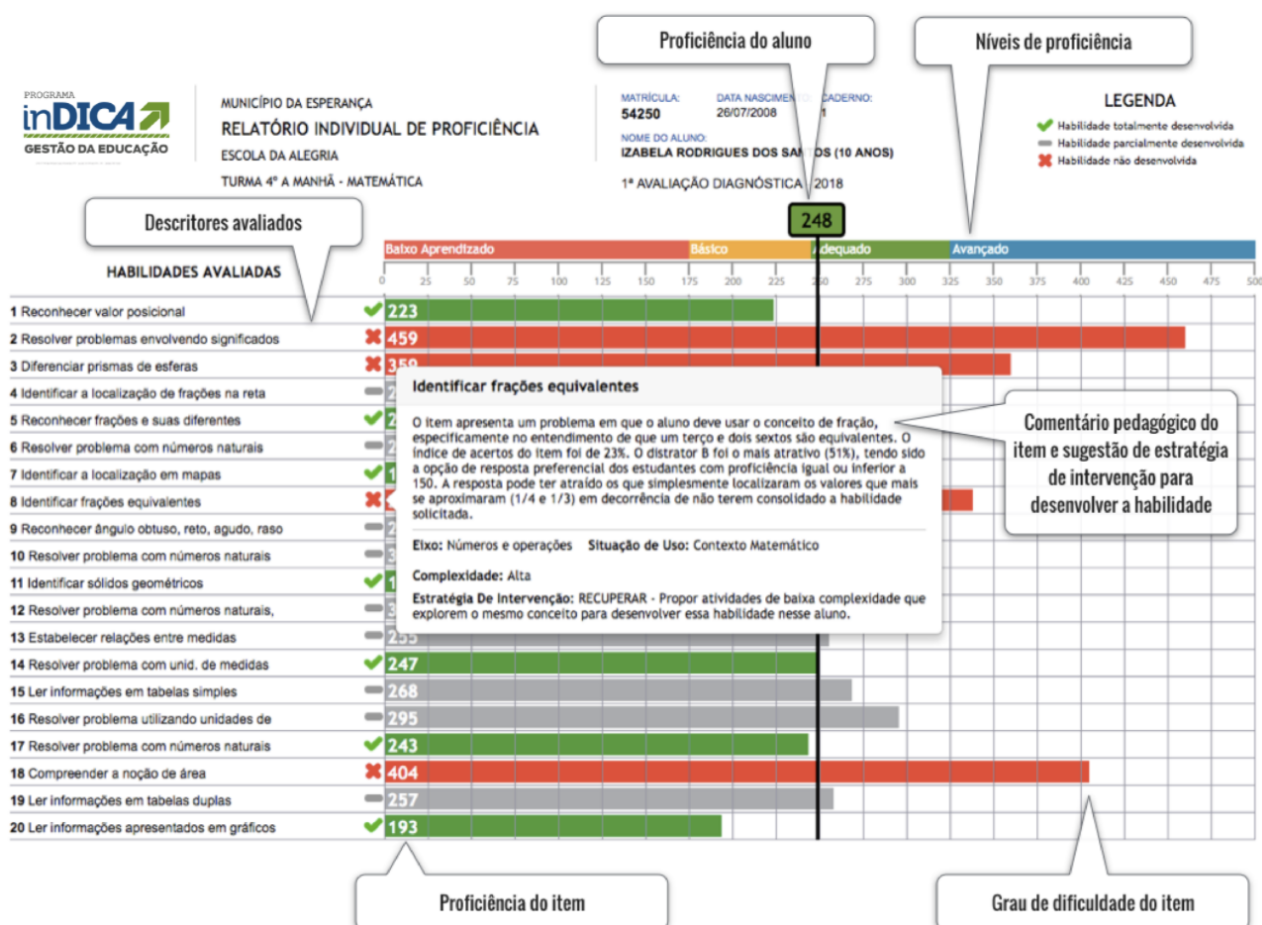 Proficiência do aluno
Níveis de proficiência
PROGRAMA
inDICA
GESTÃO DA EDUCAÇÃO
MUNICÍPIO DA ESPERANÇA
RELATÓRIO INDIVIDUAL DE PROFICIÊNCIA
ESCOLA DA ALEGRIA
TURMA 4º A MANHÃ - MATEMÁTICA
MATRÍCULA: DATA NASCIMENTO CADERNO:
54250 26/07/2008 1
NOME DO ALUNO:
IZABELA RODRIGUES DOS SANTOS (10 ANOS)
1ª AVALIAÇÃO DIAGNÓSTICA 2018
LEGENDA
Habilidade totalmente desenvolvida
Habilidade parcialmente desenvolvida
Habilidade não desenvolvida
Descritores avaliados
248
Baixo Aprendizado Básico Adequado Avançado
HABILIDADES AVALIADAS
0 25 50 75 100 125 150 175 200 225 250 275 300 325 350 375 400 425 450 475 500
1 Reconhecer valor posicional 223
2 Resolver problemas envolvendo significados 459
3 Diferenciar prismas de esferas 359
4 Identificar a localização de frações na reta 2
5 Reconhecer frações e suas diferentes 2
6 Resolver problema com números naturais 2
7 Identificar a localização em mapas 1
8 Identificar frações equivalentes
9 Reconhecer ângulo obtuso, reto, agudo, raso 2
10 Resolver problema com números naturais 3
11 Identificar sólidos geométricos 1
12 Resolver problema com números naturais, 3
13 Estabelecer relações entre medidas 255
14 Resolver problema com unid. de medidas 247
15 Ler informações em tabelas simples 268
16 Resolver problema utilizando unidades de 295
17 Resolver problema com números naturais 243
18 Compreender a noção de área 404
19 Ler informações em tabelas duplas 257
20 Ler informações apresentados em gráficos 193
Identificar frações equivalentes
O item apresenta um problema em que o aluno deve usar o conceito de fração,
especificamente no entendimento de que um terço e dois sextos são equivalentes. O
índice de acertos do item foi de 23%. O distrator B foi o mais atrativo (51%), tendo sido
a opção de resposta preferencial dos estudantes com proficiência igual ou inferior a
150. A resposta pode ter atraído os que simplesmente localizaram os valores que mais
se aproximaram (1/4 e 1/3) em decorrência de não terem consolidado a habilidade
solicitada.
Eixo: Números e operações Situação de Uso: Contexto Matemático
Complexidade: Alta
Estratégia De Intervenção: RECUPERAR - Propor atividades de baixa complexidade que
explorem o mesmo conceito para desenvolver essa habilidade nesse aluno.
Comentário pedagógico do
item e sugestão de estratégia
de intervenção para
desenvolver a habilidade
Proficiência do item
Grau de dificuldade do item